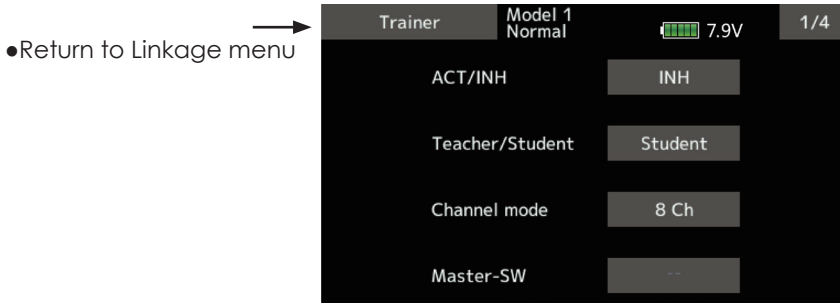 ●Return to Linkage menu
Trainer
Model 1
Normal
7.9V
1/4
ACT/INH INH
Teacher/Student Student
Channel mode 8 Ch
Master-SW --